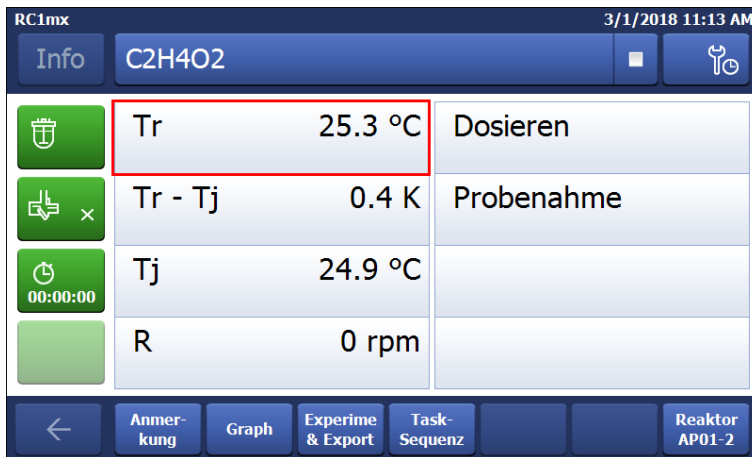 RC1mx 3/1/2018 11:13 AM
Info C2H4O2
Tr 25.3 °C Dosieren
Tr - Tj 0.4 K Probenahme
Tj 24.9 °C
00:00:00
R 0 rpm
Anmer-
kung
Graph
Experime
& Export
Task-
Sequenz
Reaktor
AP01-2